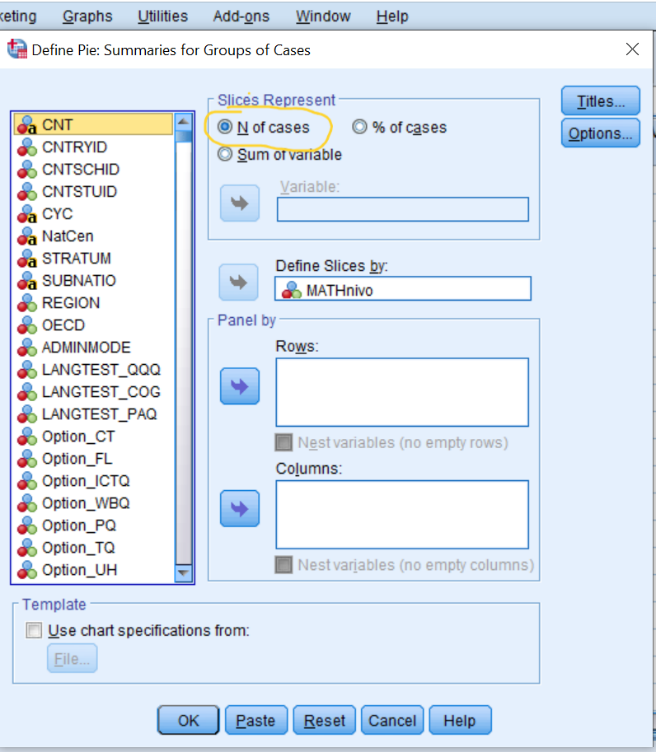 keting Graphs Utilities Add-ons Window Help
Define Pie: Summaries for Groups of Cases
Slices Represent
N of cases % of cases
Sum of variable
Variable:
Titles...
Options...
CNT
CNTRYID
CNTSCHID
CNTSTUID
CYC
NatCen
STRATUM
SUBNATIO
REGION
OECD
ADMINMODE
LANGTEST_QQQ
LANGTEST_COG
LANGTEST_PAQ
Option_CT
Option_FL
Option_ICTQ
Option_WBQ
Option_PQ
Option_TQ
Option_UH
Define Slices by:
MATHnivo
Panel by
Rows:
Nest variables (no empty rows)
Columns:
Nest variables (no empty columns)
Template
Use chart specifications from:
File...
OK Paste Reset Cancel Help